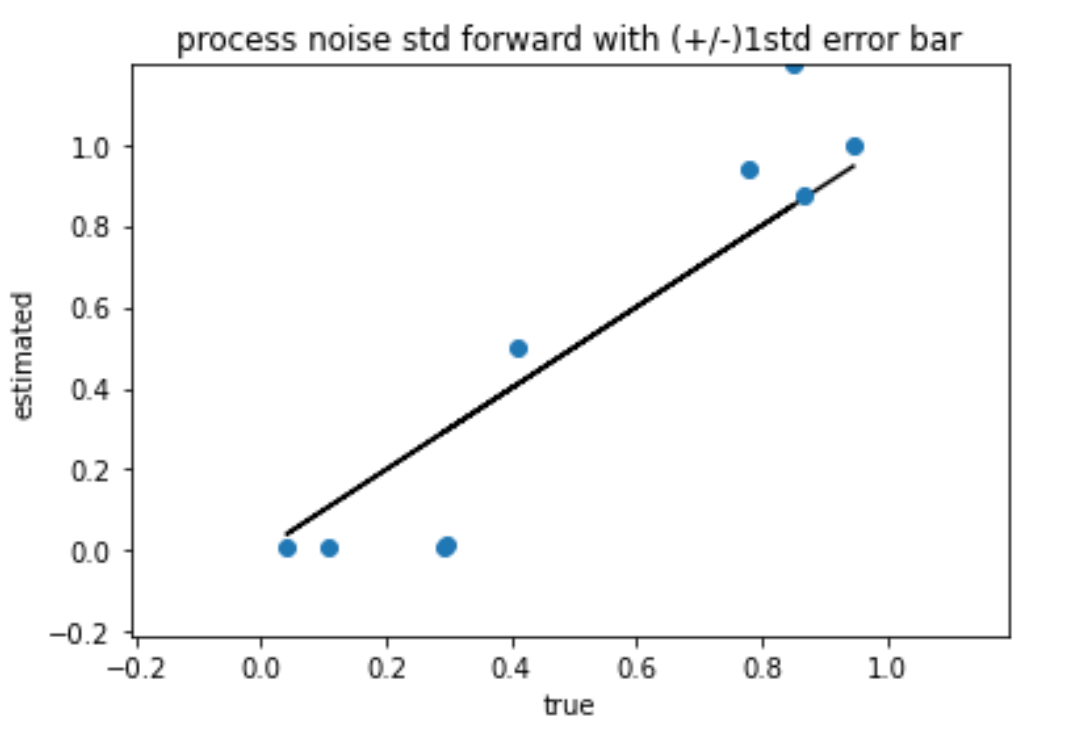 process noise std forward with (+/-)1std error bar
1.0
0.8
0.6
0.4
0.2
0.0
−0.2
estimated
−0.2 0.0 0.2 0.4 0.6 0.8 1.0
true